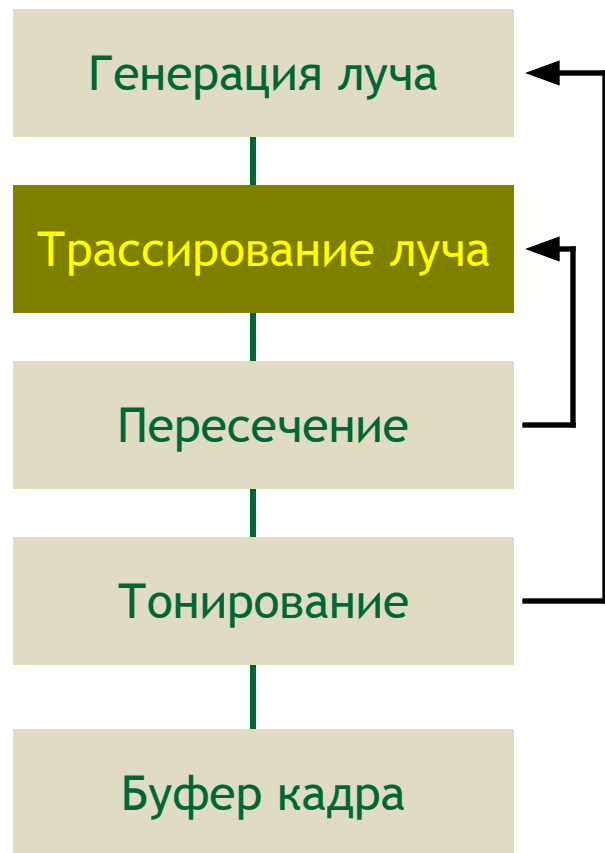 Генерация луча
Трассирование луча
Пересечение
Тонирование
Буфер кадра